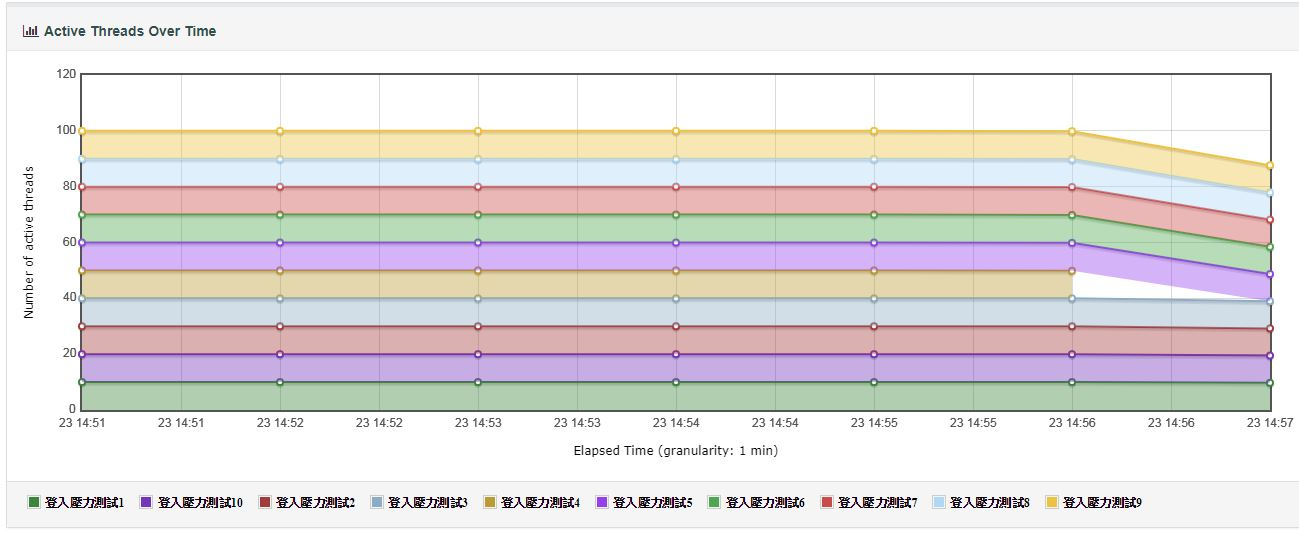 Active Threads Over Time
120
100
80
60
40
20
0
Number of active threads
23 14:51 23 14:51 23 14:52 23 14:52 23 14:53 23 14:53 23 14:54 23 14:54 23 14:55 23 14:55 23 14:56 23 14:56 23 14:57
Elapsed Time (granularity: 1 min)
登入壓力測試1 登入壓力測試10 登入壓力測試2 登入壓力測試3 登入壓力測試4 登入壓力測試5 登入壓力測試6 登入壓力測試7 登入壓力測試8 登入壓力測試9